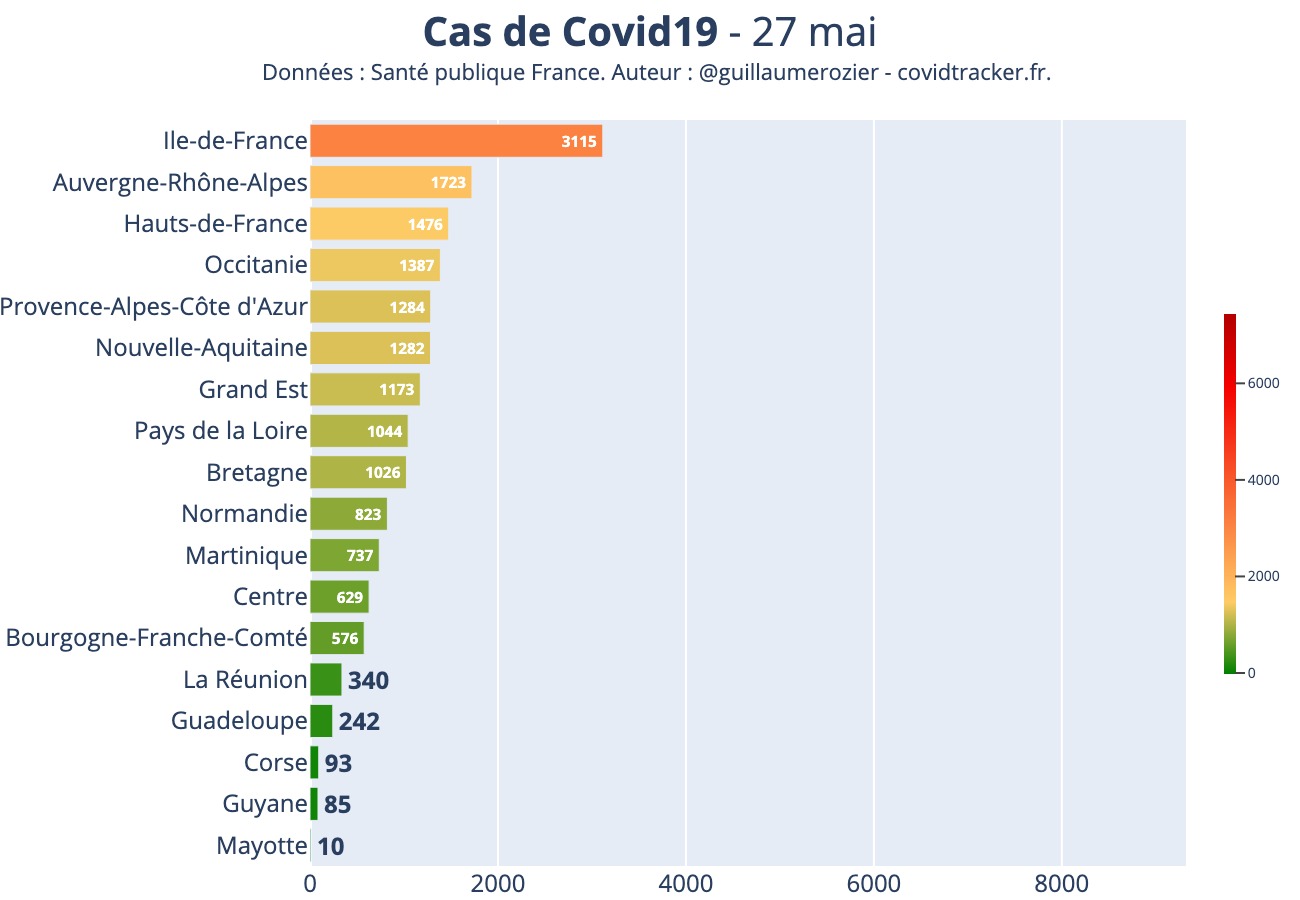 Cas de Covid19 - 27 mai
Données : Santé publique France. Auteur : @guillaumerozier - covidtracker.fr.
Ile-de-France 3115
Auvergne-Rhône-Alpes 1723
Hauts-de-France 1476
Occitanie 1387
Provence-Alpes-Côte d'Azur 1284
Nouvelle-Aquitaine 1282
Grand Est 1173
Pays de la Loire 1044
Bretagne 1026
Normandie 823
Martinique 737
Centre 629
Bourgogne-Franche-Comté 576
La Réunion 340
Guadeloupe 242
Corse 93
Guyane 85
Mayotte 10
0 2000 4000 6000 8000
6000
4000
2000
0